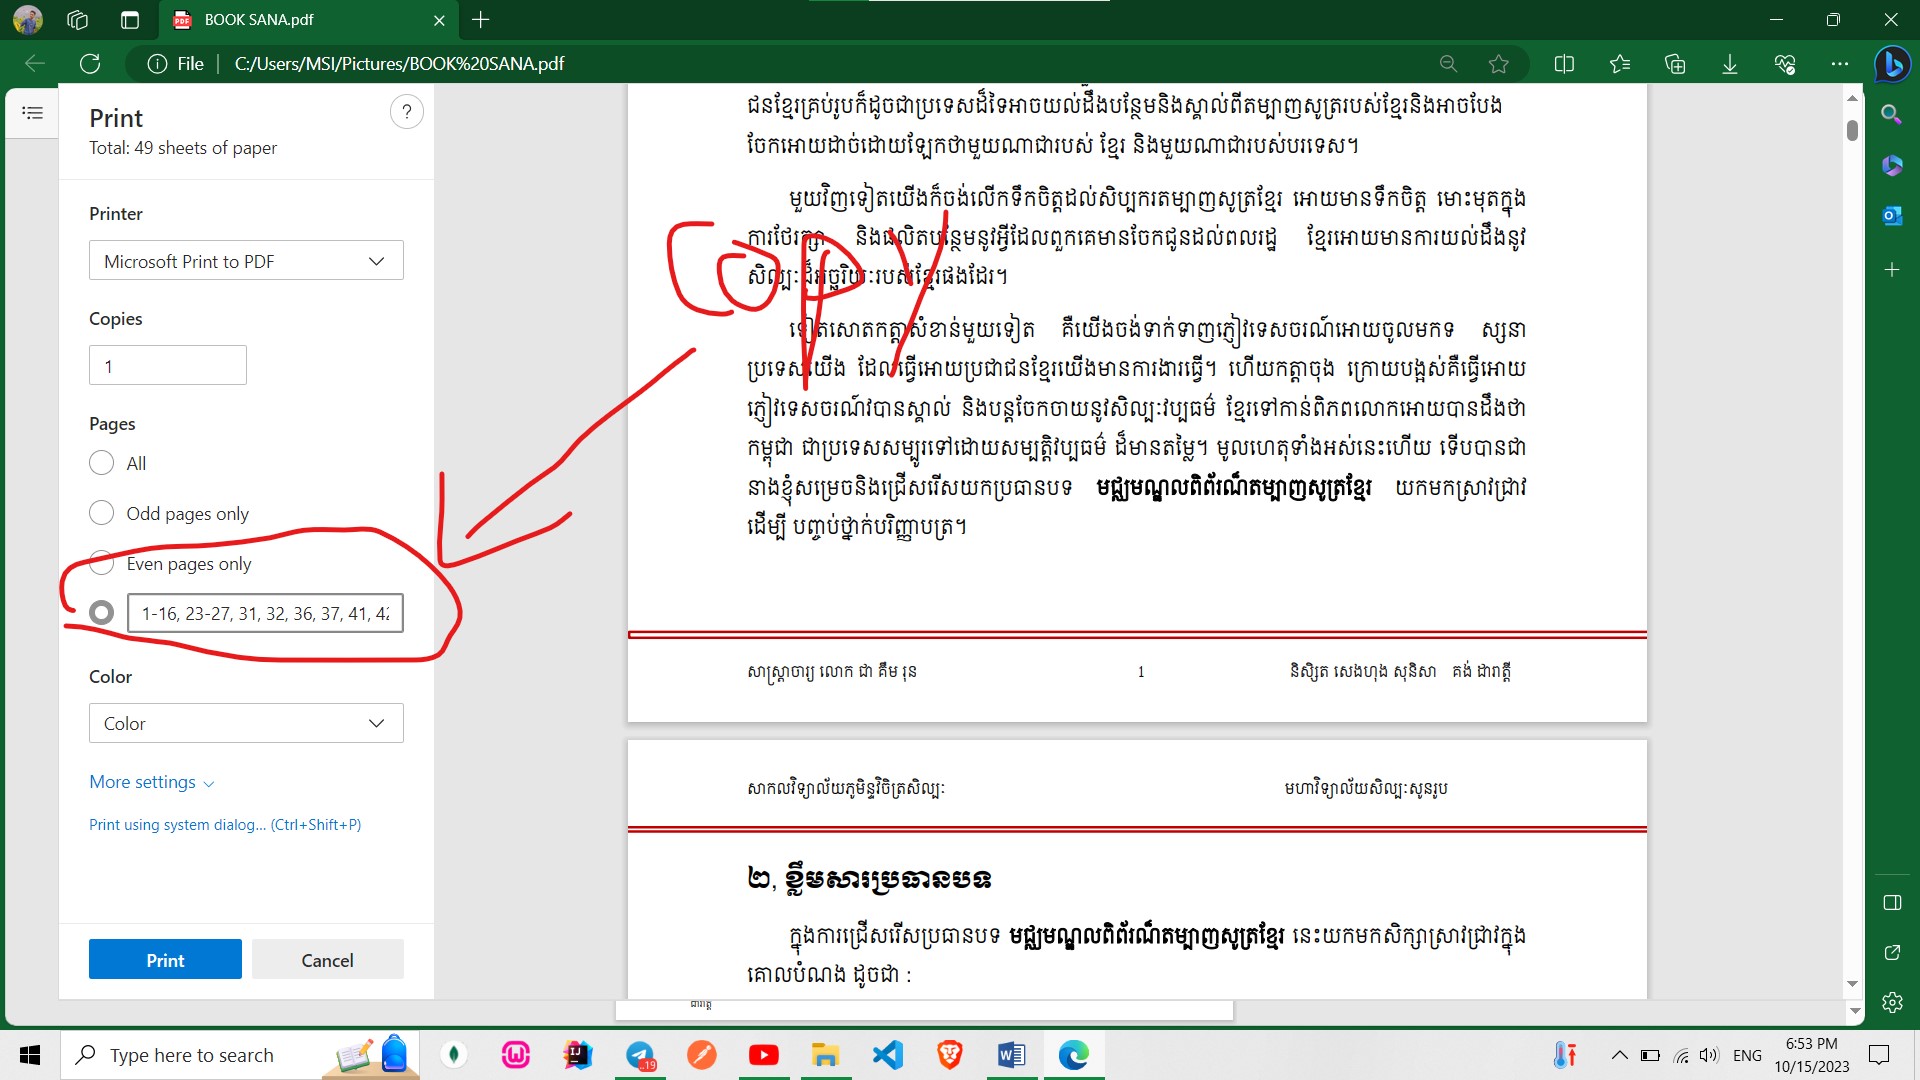 BOOK SANA.pdf
File
C:/Users/MSI/Pictures/BOOK%20SANA.pdf
Print
?
Total: 49 sheets of paper
Printer
Microsoft Print to PDF
Copies
1
Pages
All
Odd pages only
Even pages only
1-16, 23-27, 31, 32, 36, 37, 41, 42
Color
Color
More settings
Print using system dialog... (Ctrl+Shift+P)
Print
Cancel
copy
ជនខ្មែរគ្រប់រូបក៏ដូចជាប្រទេសដ៏ទៃអាចយល់ដឹងបន្ថែមនិងស្គាល់ពីតម្បាញសូត្ររបស់ខ្មែរនិងអាចបែង
ចែកអោយដាច់ដោយឡែកថាមួយណាជារបស់ ខ្មែរ និងមួយណាជារបស់បរទេស។
មួយវិញទៀតយើងក៏ចង់លើកទឹកចិត្តដល់សិប្បករតម្បាញសូត្រខ្មែរ អោយមានទឹកចិត្ត មោះមុតក្នុង
ការថែរក្សា និងផលិតបន្ថែមនូវអ្វីដែលពួកគេមានចែកជូនដល់ពលរដ្ឋ ខ្មែរអោយមានការយល់ដឹងនូវ
សិល្បៈដ៏អច្ឆរិយៈរបស់ខ្មែរផងដែរ។
ទៀតសោតកត្តាសំខាន់មួយទៀត គឺយើងចង់ទាក់ទាញភ្ញៀវទេសចរណ៍អោយចូលមកទ ស្សនា
ប្រទេសយើង ដែលធ្វើអោយប្រជាជនខ្មែរយើងមានការងារធ្វើ។ ហើយកត្តាចុង ក្រោយបង្អស់គឺធ្វើអោយ
ភ្ញៀវទេសចរណ៍វបានស្គាល់ និងបន្តចែកចាយនូវសិល្បៈវប្បធម៌ ខ្មែរទៅកាន់ពិភពលោកអោយបានដឹងថា
កម្ពុជា ជាប្រទេសសម្បូរទៅដោយសម្បត្តិវប្បធម៌ ដ៏មានតម្លៃ។ មូលហេតុទាំងអស់នេះហើយ ទើបបានជា
នាងខ្ញុំសម្រេចនិងជ្រើសរើសយកប្រធានបទ មជ្ឈមណ្ឌលពិព័រណ៏តម្បាញសូត្រខ្មែរ យកមកស្រាវជ្រាវ
ដើម្បី បញ្ចប់ថ្នាក់បរិញ្ញាបត្រ។
សាស្ត្រាចារ្យ លោក ជា គឹម រុន 1 និស្សិត សេងហុង សុនិសា គង់ ដារាត្តី
សាកលវិទ្យាល័យភូមិន្ទវិចិត្រសិល្បៈ មហាវិទ្យាល័យសិល្បៈសូនរូប
២, ខ្លឹមសារប្រធានបទ
ក្នុងការជ្រើសរើសប្រធានបទ មជ្ឈមណ្ឌលពិព័រណ៏តម្បាញសូត្រខ្មែរ នេះយកមកសិក្សាស្រាវជ្រាវក្នុង
គោលបំណង ដូចជា :
Type here to search
..19
ENG
6:53 PM
10/15/2023